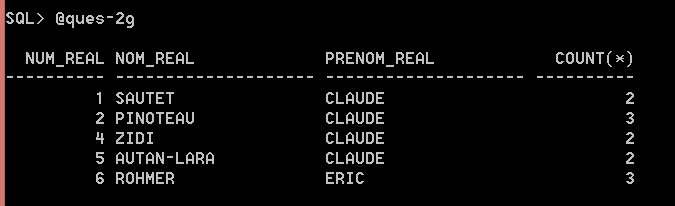 SQL> @ques-2g
NUM_REAL NOM_REAL PRENOM_REAL COUNT(*)
---------- -------------------- -------------------- ----------
1 SAUTET CLAUDE 2
2 PINOTEAU CLAUDE 3
4 ZIDI CLAUDE 2
5 AUTAN-LARA CLAUDE 2
6 ROHMER ERIC 3